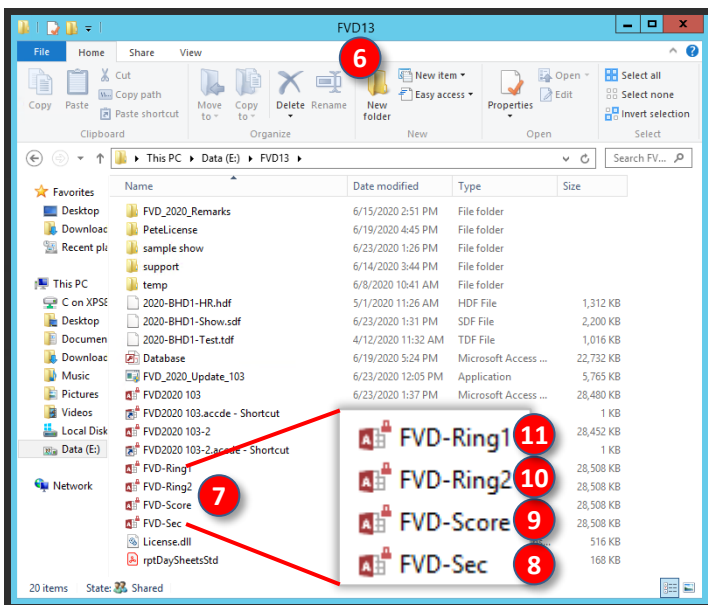 FVD13
File Home Share View
6
Copy
Paste
Cut
Copy path
Paste shortcut
Clipboard
Move to
Copy to
Delete
Rename
Organize
New folder
New item
Easy access
New
Properties
Open
Edit
Open
Select all
Select none
Invert selection
Select
This PC Data (E:) FVD13
Search FV...
Name Date modified Type Size
Favorites
Desktop
Downloac
Recent pla
This PC
C on XPS8
Desktop
Documen
Downloac
Music
Pictures
Videos
Local Disk
Data (E:)
Network
FVD_2020_Remarks 6/15/2020 2:51 PM File folder
PeteLicense 6/19/2020 4:45 PM File folder
sample show 6/23/2020 1:26 PM File folder
support 6/14/2020 3:44 PM File folder
temp 6/8/2020 10:41 AM File folder
2020-BHD1-HR.hdf 5/1/2020 11:26 AM HDF File 1,312 KB
2020-BHD1-Show.sdf 6/23/2020 1:31 PM SDF File 2,200 KB
2020-BHD1-Test.tdf 4/12/2020 11:32 AM TDF File 1,016 KB
Database 6/19/2020 5:24 PM Microsoft Access ... 22,732 KB
FVD_2020_Update_103 6/23/2020 12:05 PM Application 5,765 KB
FVD2020 103 6/23/2020 1:37 PM Microsoft Access ... 28,480 KB
FVD2020 103.accde - Shortcut 1 KB
FVD2020 103-2 28,452 KB
FVD2020 103-2.accde - Shortcut 1 KB
FVD-Ring1 28,508 KB
FVD-Ring2 28,508 KB
FVD-Score 28,508 KB
FVD-Sec 28,508 KB
License.dll 516 KB
rptDaySheetsStd 168 KB
7
FVD-Ring1 11
FVD-Ring2 10
FVD-Score 9
FVD-Sec 8
20 items State: Shared